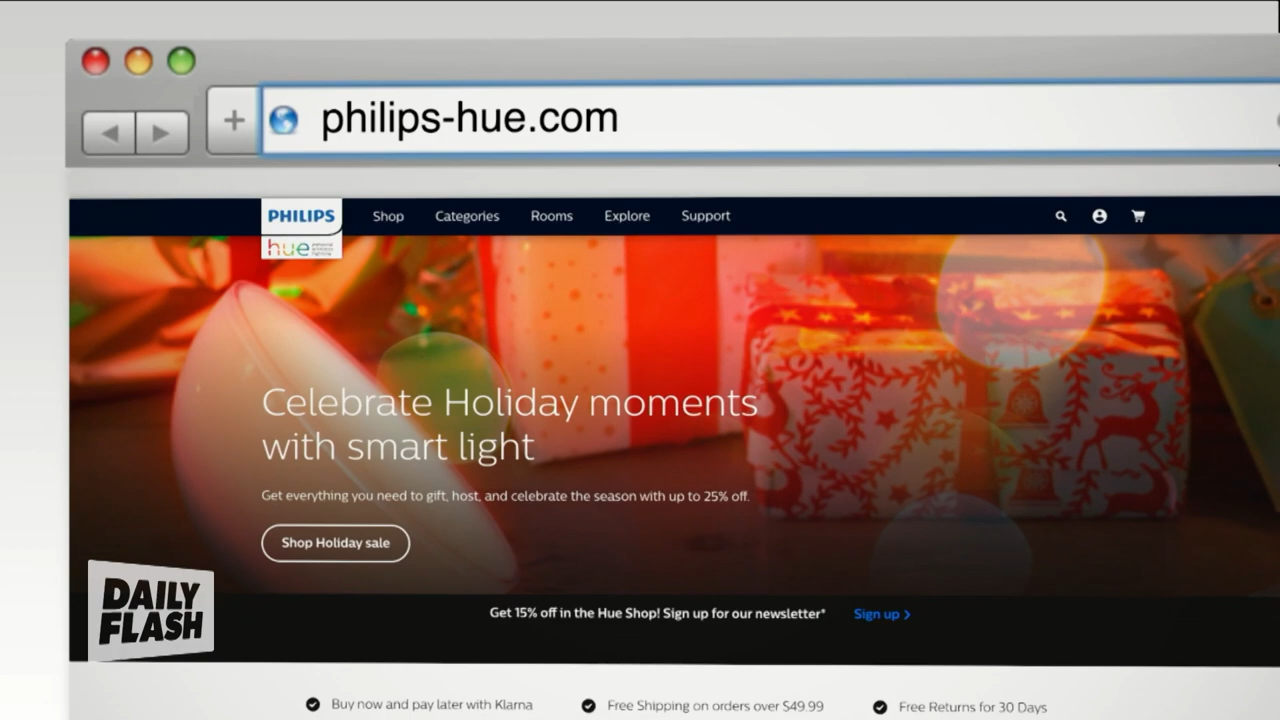 philips-hue.com
PHILIPS
hue
Shop
Categories
Rooms
Explore
Support
Celebrate Holiday moments
with smart light
Get everything you need to gift, host, and celebrate the season with up to 25% off.
Shop Holiday sale
DAILY
FLASH
Get 15% off in the Hue Shop! Sign up for our newsletter*
Sign up >
Buy now and pay later with Klarna
Free Shipping on orders over $49.99
Free Returns for 30 Days